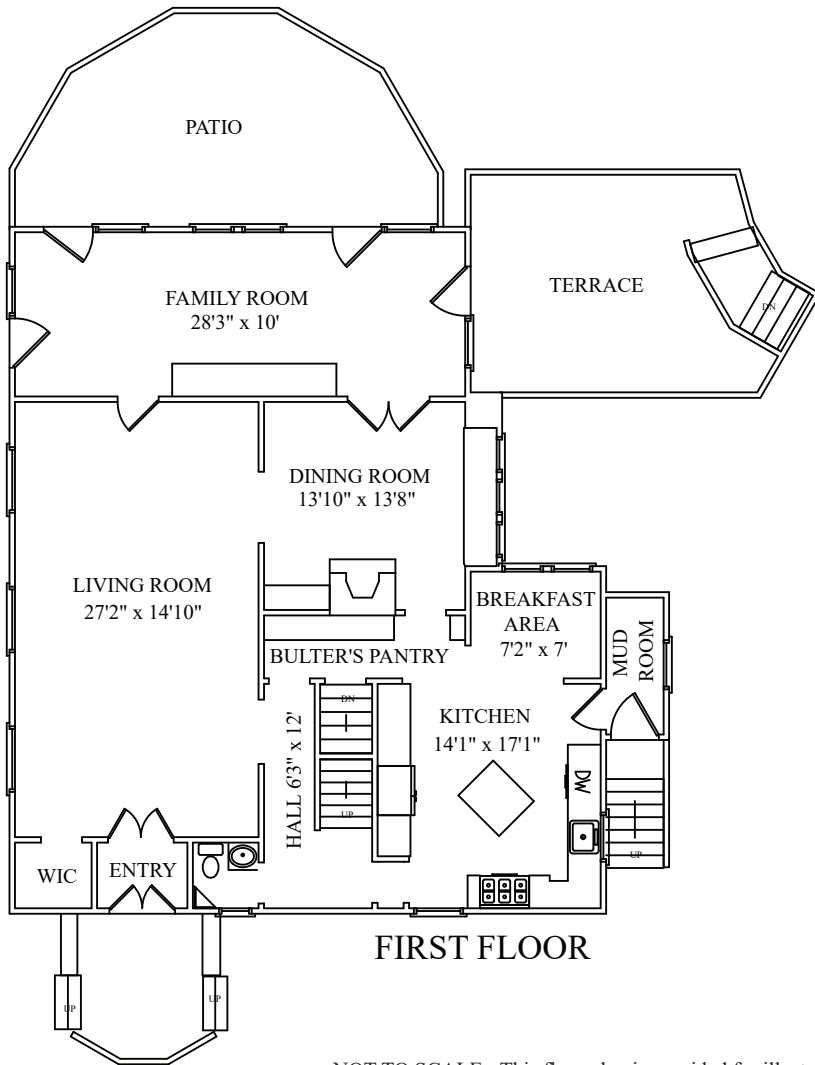 PATIO
FAMILY ROOM
28'3" x 10'
TERRACE
DN
DINING ROOM
13'10" x 13'8"
LIVING ROOM
27'2" x 14'10"
BREAKFAST
AREA
7'2" x 7'
MUD
ROOM
BULTER'S PANTRY
DN
HALL 6'3" x 12'
KITCHEN
14'1" x 17'1"
DW
UP
UP
WIC
ENTRY
FIRST FLOOR
UP
UP